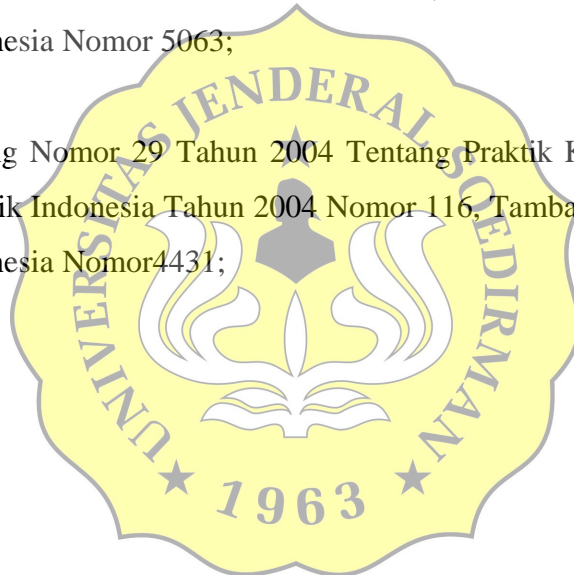 nesia Nomor 5063;
g Nomor 29 Tahun 2004 Tentang Praktik K
ik Indonesia Tahun 2004 Nomor 116, Tamba
nesia Nomor4431;
UNIVERSITAS JENDERAL SOEDIRMAN
1963